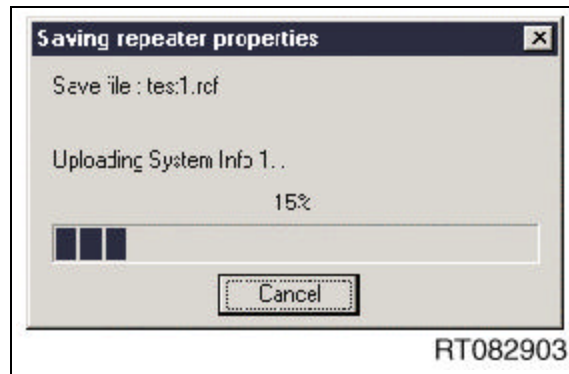 Saving repeater properties
Save file : test1.rcf
Uploading System Info 1...
15%
Cancel
RT082903